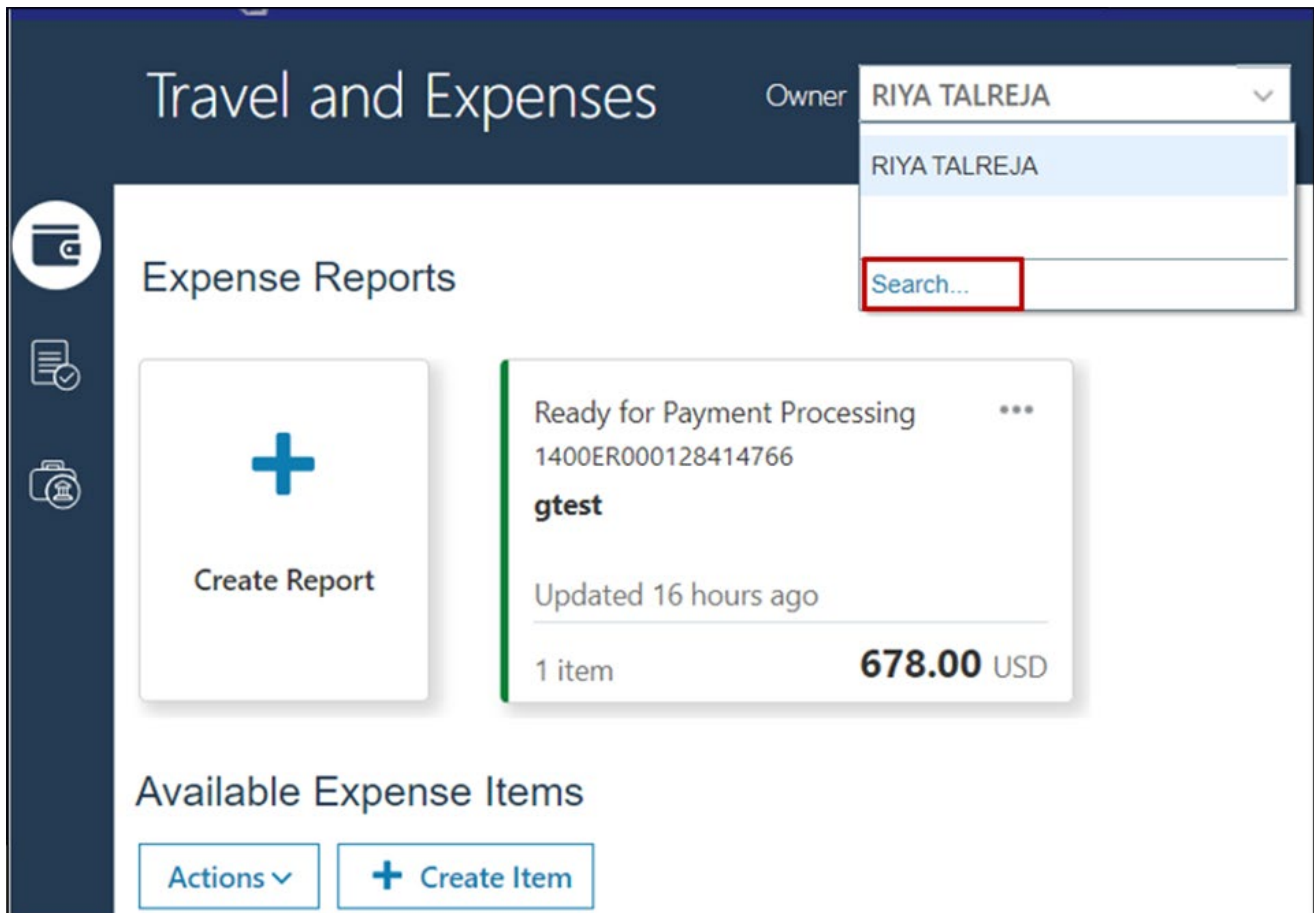 Travel and Expenses
Owner RIYA TALREJA
RIYA TALREJA
Search...
Expense Reports
Create Report
Ready for Payment Processing
1400ER000128414766
gtest
Updated 16 hours ago
1 item 678.00 USD
Available Expense Items
Actions
Create Item